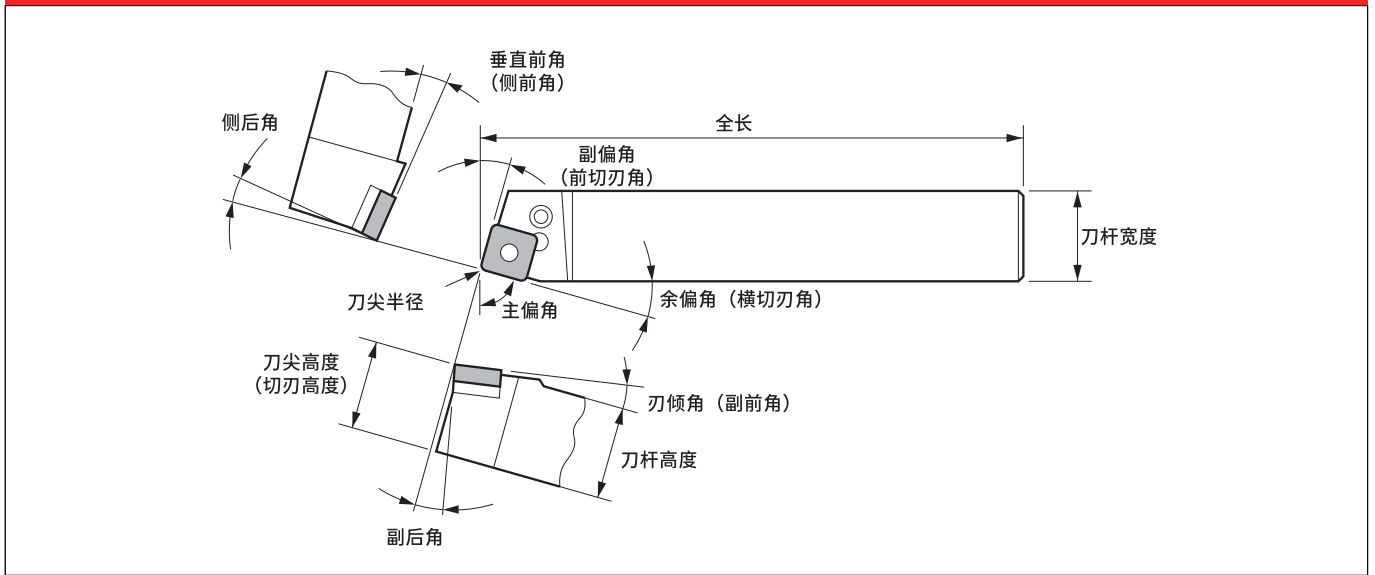 垂直前角
（侧前角）
侧后角
全长
副偏角
（前切刃角）
刀杆宽度
刀尖半径
主偏角
余偏角（横切刃角）
刀尖高度
（切刃高度）
刃倾角（副前角）
刀杆高度
副后角